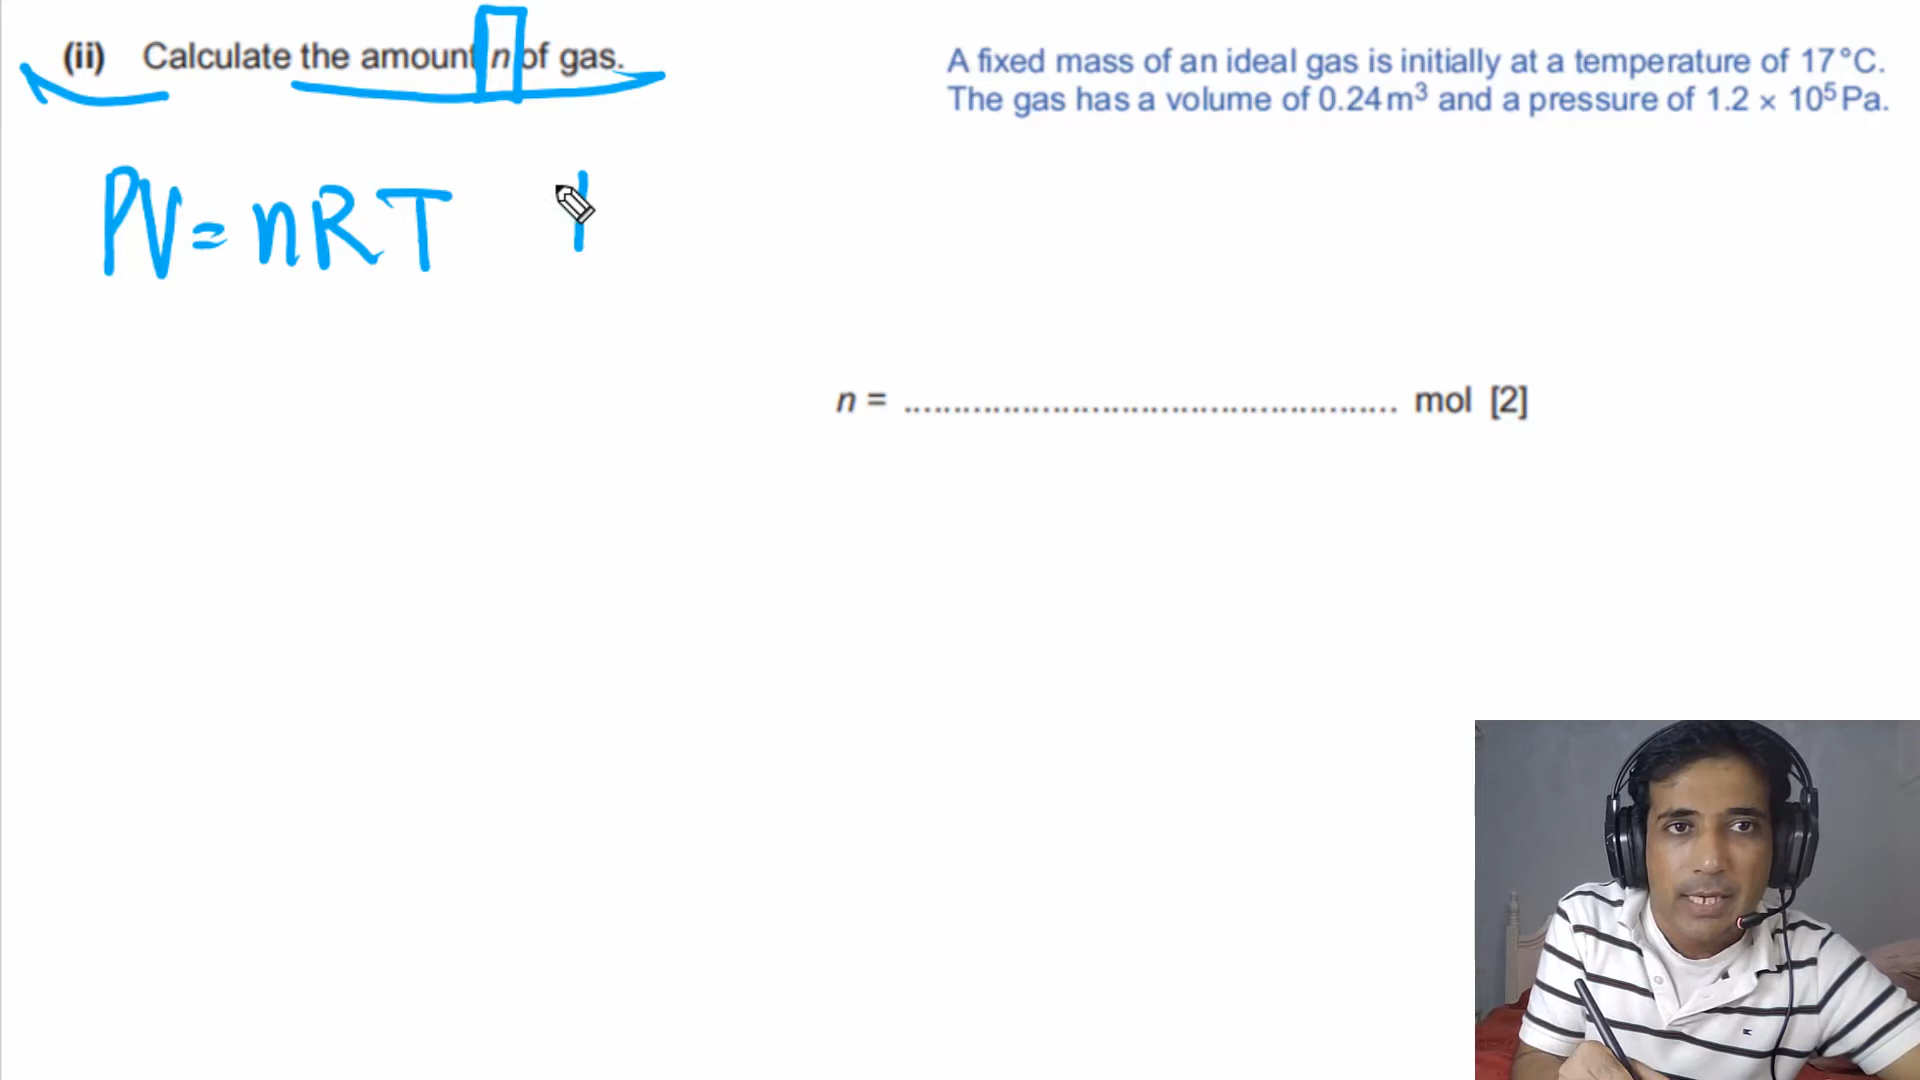 (ii) Calculate the amount n of gas.
A fixed mass of an ideal gas is initially at a temperature of 17 °C.
The gas has a volume of 0.24 m³ and a pressure of 1.2 × 10⁵ Pa.
PV = nRT
n = ................................................ mol [2]